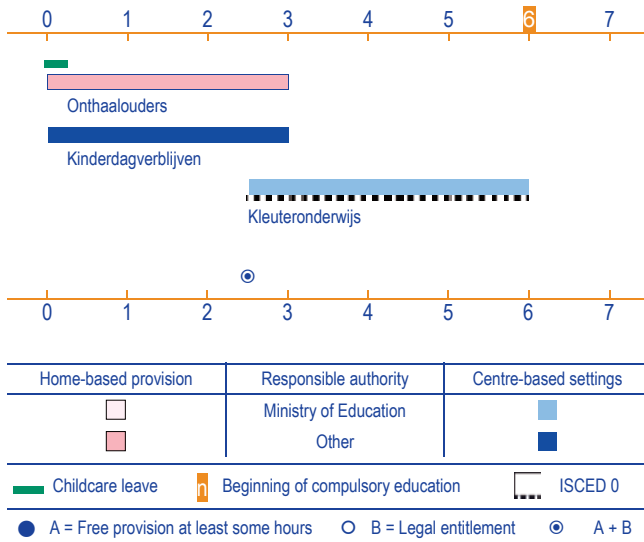 0 1 2 3 4 5 6 7
Onthaalouders
Kinderdagverblijven
Kleuteronderwijs
0 1 2 3 4 5 6 7
Home-based provision Responsible authority Centre-based settings
Ministry of Education
Other
Childcare leave n Beginning of compulsory education ISCED 0
A = Free provision at least some hours B = Legal entitlement A + B